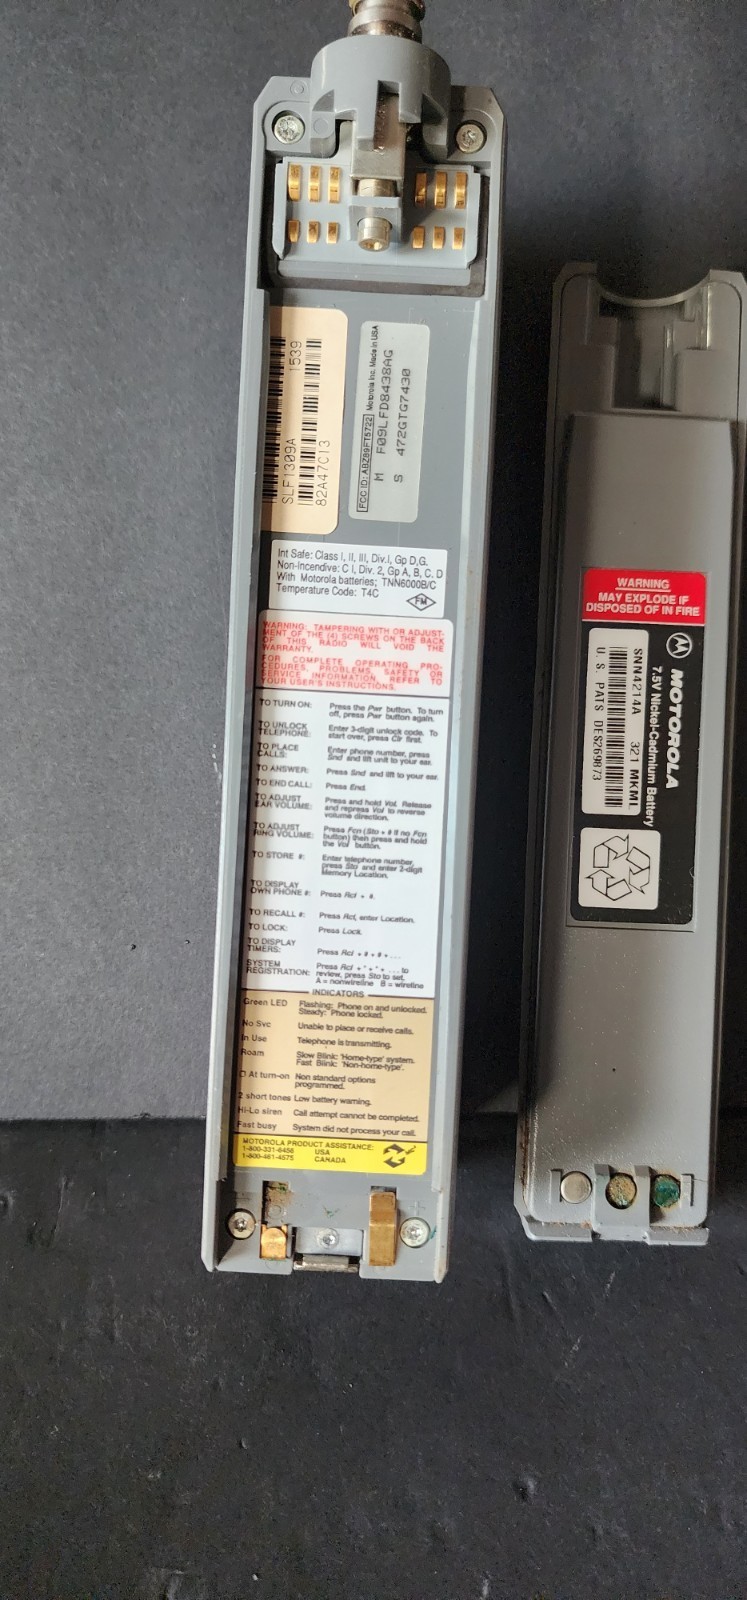 SLF1309A 1539
82A47C13
FCC ID: ABZ89FT5722 Motorola Inc. Made in USA
M F09LFD8438AG
S 472GTG7430
Int Safe: Class I, II, III, Div.I, Gp D,G.
Non-Incendive: C I, Div. 2, Gp A, B, C, D
With Motorola batteries; TNN6000B/C
Temperature Code: T4C
FM
WARNING: TAMPERING WITH OR ADJUST-
MENT OF THE (4) SCREWS ON THE BACK
OF THIS RADIO WILL VOID THE
WARRANTY.
FOR COMPLETE OPERATING PRO-
CEDURES, PROBLEMS, SAFETY OR
SERVICE INFORMATION, REFER TO
YOUR USER'S INSTRUCTIONS.
TO TURN ON: Press the Pwr button. To turn
off, press Pwr button again.
TO UNLOCK TELEPHONE: Enter 3-digit unlock code. To
start over, press Clr first.
TO PLACE CALLS: Enter phone number, press
Snd and lift unit to your ear.
TO ANSWER: Press Snd and lift to your ear.
TO END CALL: Press End.
TO ADJUST EAR VOLUME: Press and hold Vol. Release
and repress Vol to reverse
volume direction.
TO ADJUST RING VOLUME: Press Fcn (Sto + # if no Fcn
button) then press and hold
the Vol button.
TO STORE #: Enter telephone number,
press Sto and enter 2-digit
Memory Location.
TO DISPLAY OWN PHONE #: Press Rcl + #.
TO RECALL #: Press Rcl, enter Location.
TO LOCK: Press Lock.
TO DISPLAY TIMERS: Press Rcl + # + # + . . .
SYSTEM REGISTRATION: Press Rcl + * + * + . . . to
review, press Sto to set.
A = nonwireline B = wireline
INDICATORS
Green LED Flashing: Phone on and unlocked.
Steady: Phone locked.
No Svc Unable to place or receive calls.
In Use Telephone is transmitting.
Roam Slow Blink: 'Home-type' system.
Fast Blink: 'Non-home-type'.
At turn-on Non standard options
programmed.
2 short tones Low battery warning.
Hi-Lo siren Call attempt cannot be completed.
Fast busy System did not process your call.
MOTOROLA PRODUCT ASSISTANCE:
1-800-331-6456 USA
1-800-461-4575 CANADA
WARNING
MAY EXPLODE IF
DISPOSED OF IN FIRE
MOTOROLA
7.5V Nickel-Cadmium Battery
SNN4214A 321 MKML
U.S. PATS DES269873